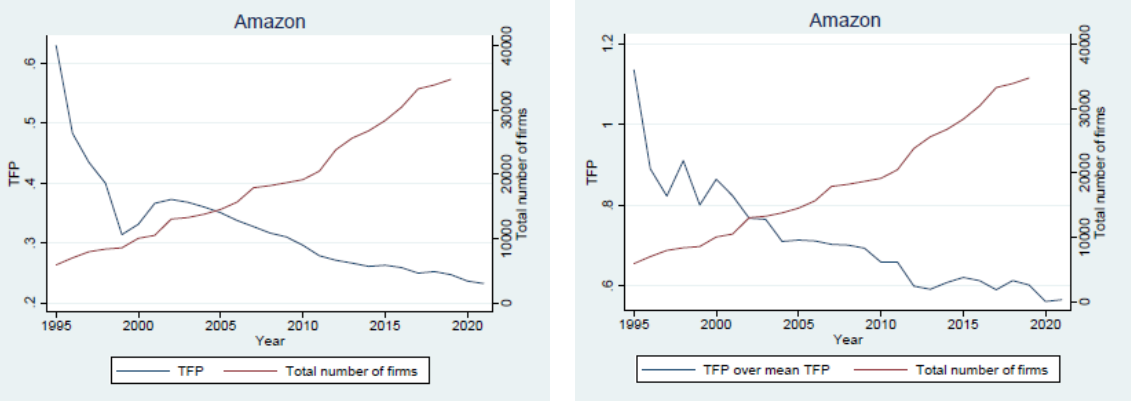 Amazon
TFP
.2 .3 .4 .5 .6
Total number of firms
0 10000 20000 30000 40000
1995 2000 2005 2010 2015 2020
Year
TFP Total number of firms
Amazon
TFP
.6 .8 1 1.2
Total number of firms
0 10000 20000 30000 40000
1995 2000 2005 2010 2015 2020
Year
TFP over mean TFP Total number of firms